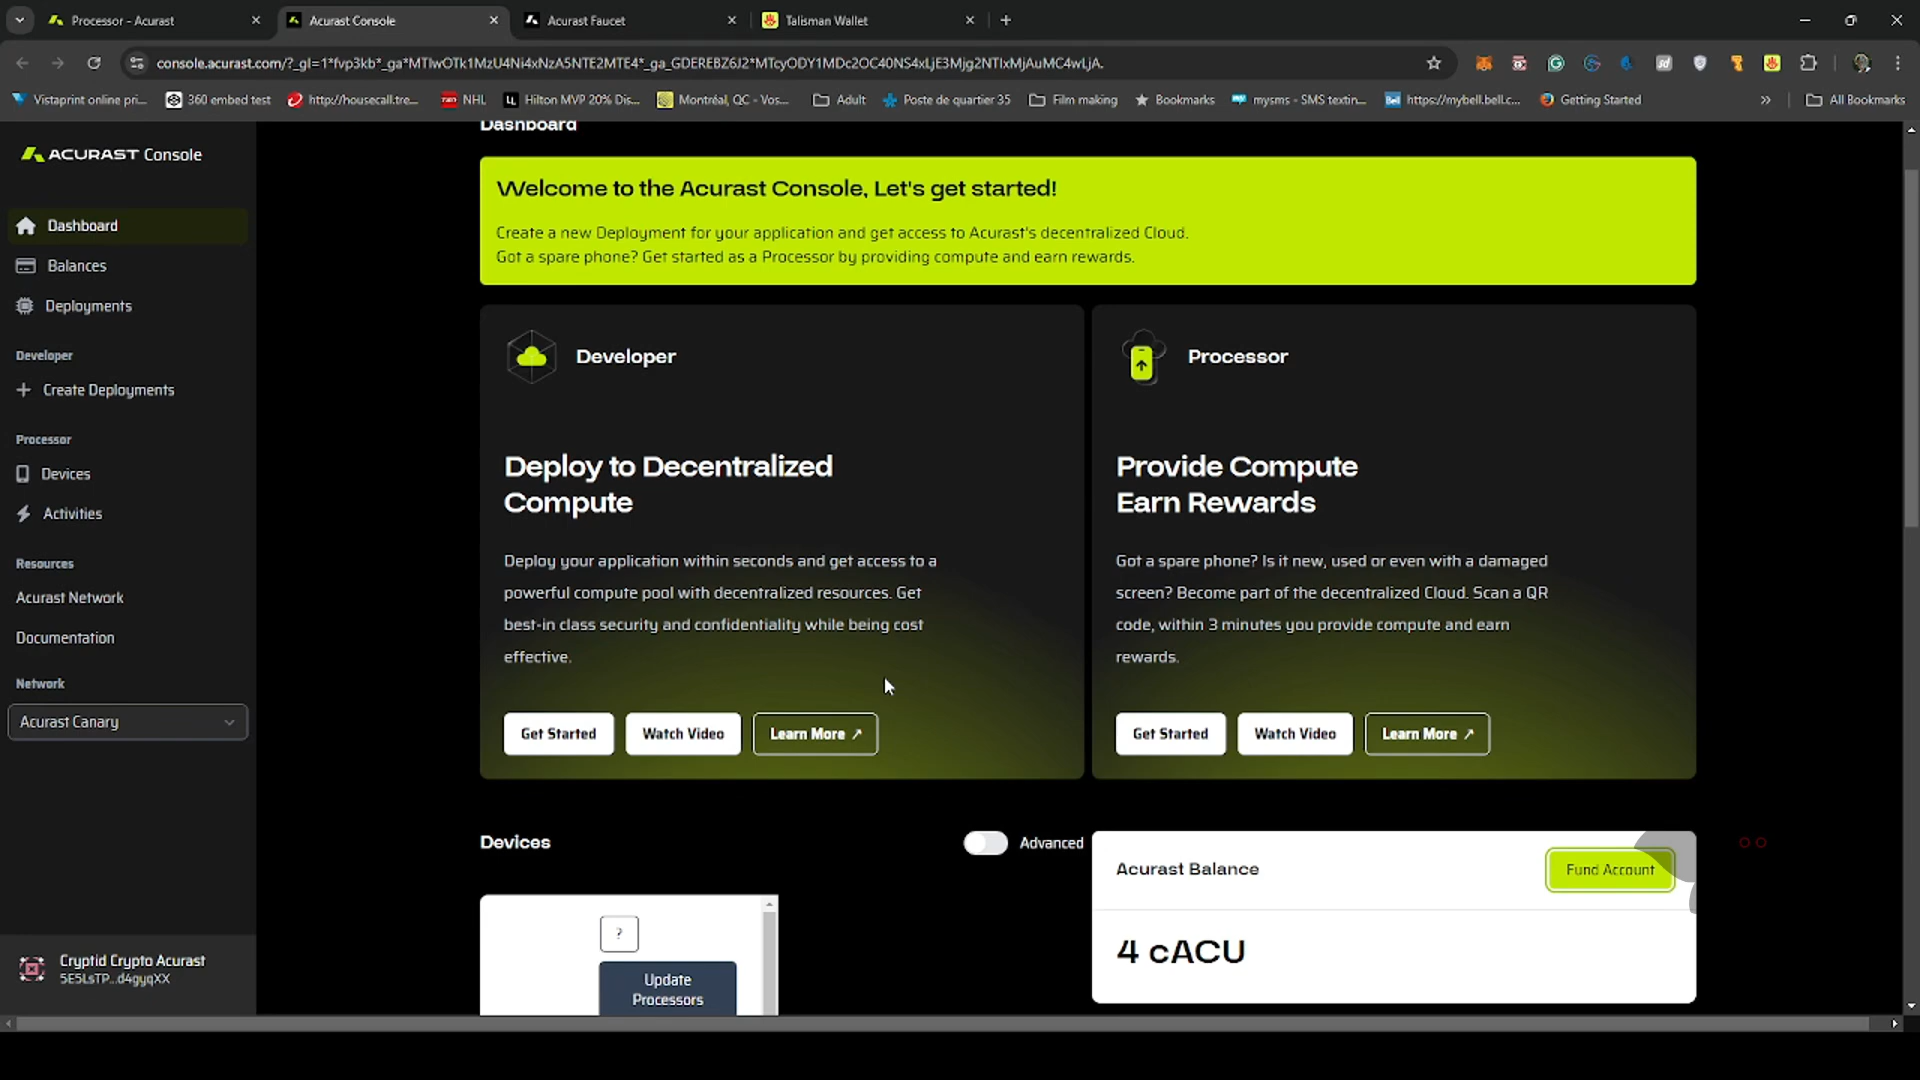 Processor - Acurast
Acurast Console
Acurast Faucet
Talisman Wallet
console.acurast.com/?_gl=1*fvp3kb*_ga*MTIwOTk1MzU4Ni4xNzA5NTE2MTE4*_ga_GDEREBZ6J2*MTcyODY1MDc2OC40NS4xLjE3Mjg2NTIxMjAuMC4wLjA.
Vistaprint online pri...
360 embed test
http://housecall.tre...
NHL
Hilton MVP 20% Dis...
Montréal, QC - Vos...
Adult
Poste de quartier 35
Film making
Bookmarks
mysms - SMS textin...
https://mybell.bell.c...
Getting Started
All Bookmarks
ACURAST Console
Dashboard
Balances
Deployments
Developer
Create Deployments
Processor
Devices
Activities
Resources
Acurast Network
Documentation
Network
Acurast Canary
Cryptid Crypto Acurast
5E5LsTP...d4gyqXX
Dashboard
Welcome to the Acurast Console, Let's get started!
Create a new Deployment for your application and get access to Acurast's decentralized Cloud.
Got a spare phone? Get started as a Processor by providing compute and earn rewards.
Developer
Deploy to Decentralized
Compute
Deploy your application within seconds and get access to a
powerful compute pool with decentralized resources. Get
best-in class security and confidentiality while being cost
effective.
Get Started
Watch Video
Learn More ↗
Processor
Provide Compute
Earn Rewards
Got a spare phone? Is it new, used or even with a damaged
screen? Become part of the decentralized Cloud. Scan a QR
code, within 3 minutes you provide compute and earn
rewards.
Get Started
Watch Video
Learn More ↗
Devices
Advanced
?
Update
Processors
Acurast Balance
Fund Account
4 cACU